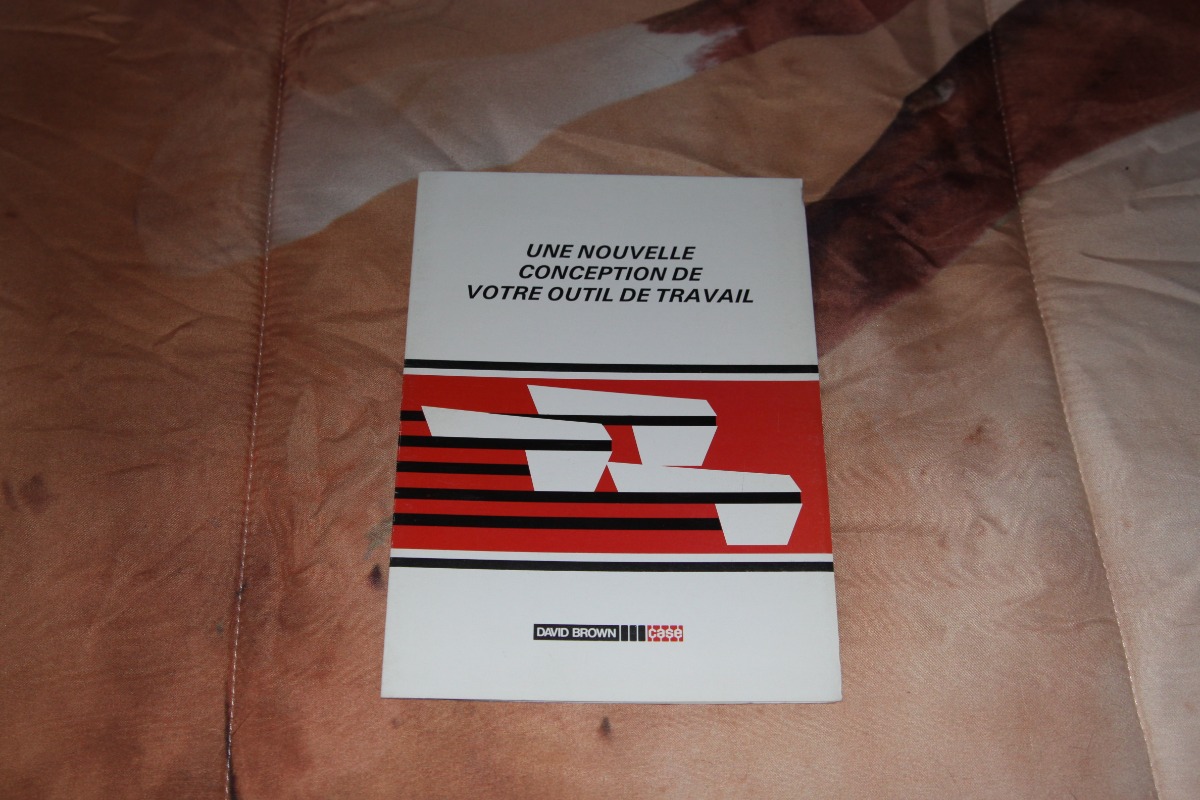 UNE NOUVELLE
CONCEPTION DE
VOTRE OUTIL DE TRAVAIL
DAVID BROWN case